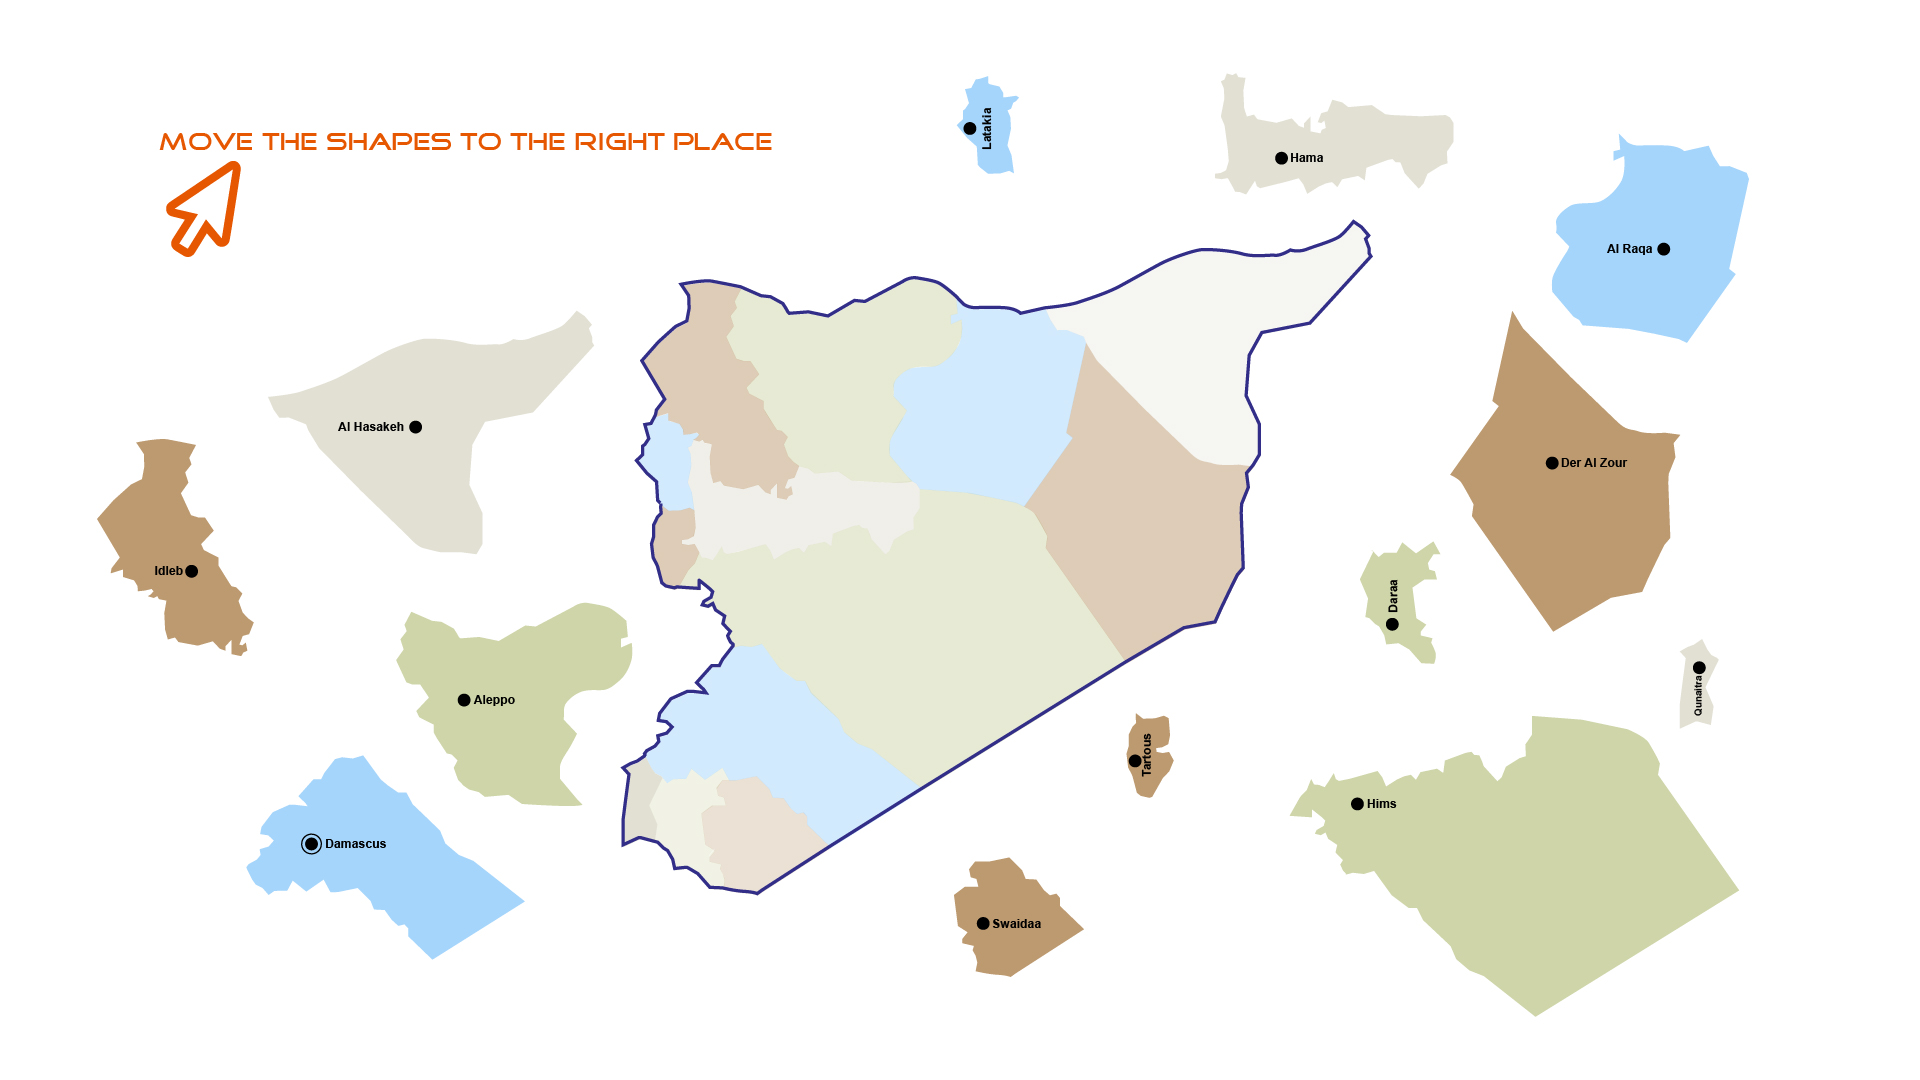 MOVE THE SHAPES TO THE RIGHT PLACE
Latakia
Hama
Al Raqa
Al Hasakeh
Der Al Zour
Idleb
Daraa
Qunaitra
Aleppo
Tartous
Hims
Damascus
Swaidaa